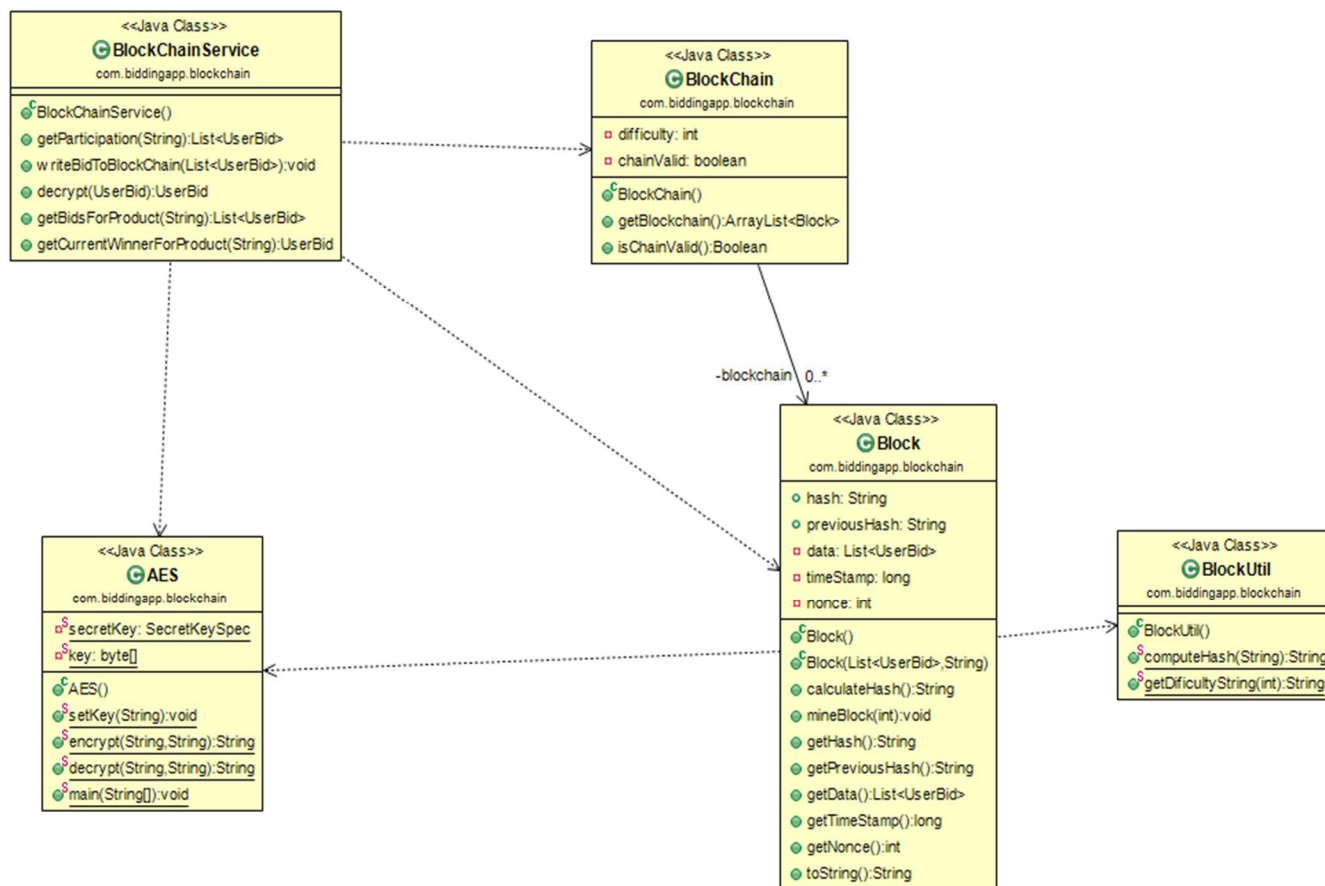 <<Java Class>>
BlockChainService
com.biddingapp.blockchain
BlockChainService()
getParticipation(String):List<UserBid>
writeBidToBlockChain(List<UserBid>):void
decrypt(UserBid):UserBid
getBidsForProduct(String):List<UserBid>
getCurrentWinnerForProduct(String):UserBid
<<Java Class>>
BlockChain
com.biddingapp.blockchain
difficulty: int
chainValid: boolean
BlockChain()
getBlockchain():ArrayList<Block>
isChainValid():Boolean
-blockchain 0..*
<<Java Class>>
AES
com.biddingapp.blockchain
secretKey: SecretKeySpec
key: byte[]
AES()
setKey(String):void
encrypt(String,String):String
decrypt(String,String):String
main(String[]):void
<<Java Class>>
Block
com.biddingapp.blockchain
hash: String
previousHash: String
data: List<UserBid>
timeStamp: long
nonce: int
Block()
Block(List<UserBid>,String)
calculateHash():String
mineBlock(int):void
getHash():String
getPreviousHash():String
getData():List<UserBid>
getTimeStamp():long
getNonce():int
toString():String
<<Java Class>>
BlockUtil
com.biddingapp.blockchain
BlockUtil()
computeHash(String):String
getDificultyString(int):String